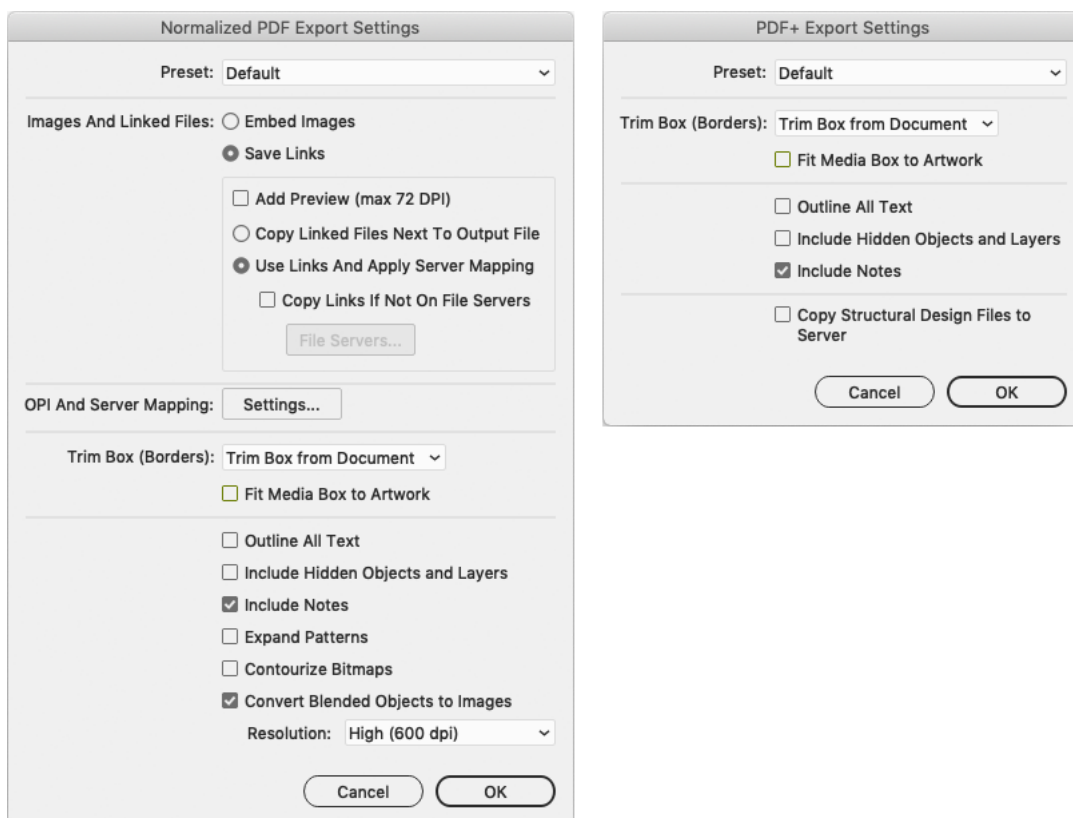 Normalized PDF Export Settings
Preset: Default
Images And Linked Files: Embed Images
Save Links
Add Preview (max 72 DPI)
Copy Linked Files Next To Output File
Use Links And Apply Server Mapping
Copy Links If Not On File Servers
File Servers...
OPI And Server Mapping: Settings...
Trim Box (Borders): Trim Box from Document
Fit Media Box to Artwork
Outline All Text
Include Hidden Objects and Layers
Include Notes
Expand Patterns
Contourize Bitmaps
Convert Blended Objects to Images
Resolution: High (600 dpi)
Cancel OK
PDF+ Export Settings
Preset: Default
Trim Box (Borders): Trim Box from Document
Fit Media Box to Artwork
Outline All Text
Include Hidden Objects and Layers
Include Notes
Copy Structural Design Files to
Server
Cancel OK